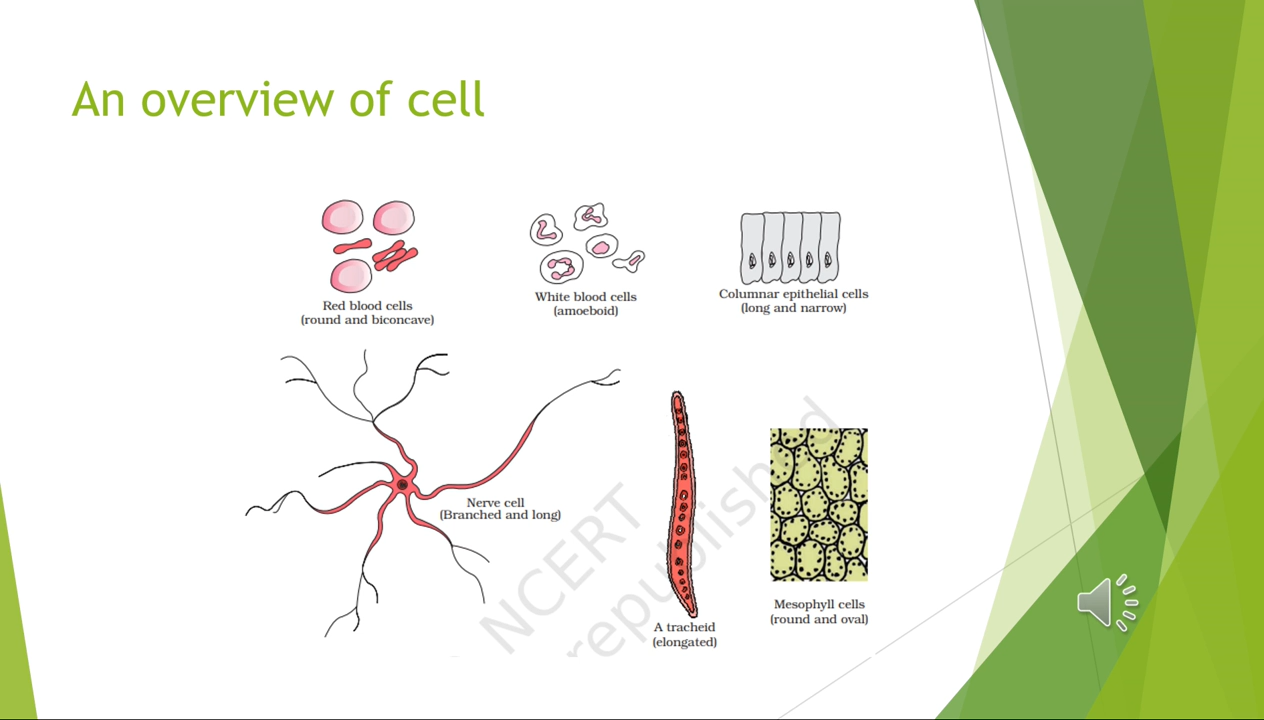 An overview of cell
Red blood cells
(round and biconcave)
White blood cells
(amoeboid)
Columnar epithelial cells
(long and narrow)
Nerve cell
(Branched and long)
A tracheid
(elongated)
Mesophyll cells
(round and oval)
NCERT
republished